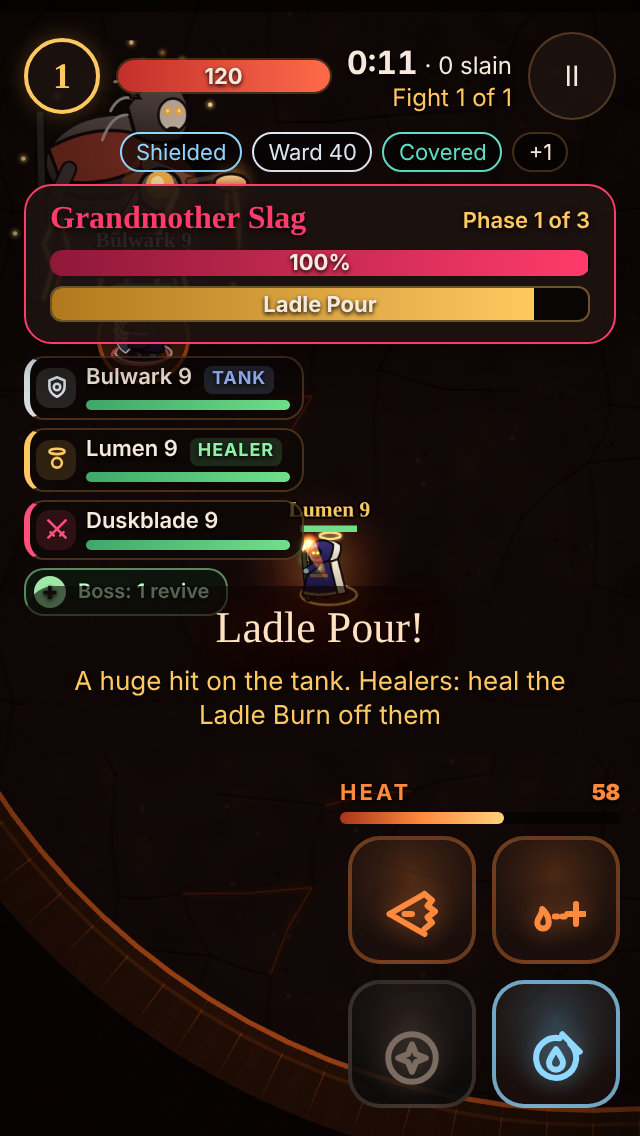 1
120
0:11 · 0 slain
Fight 1 of 1
Shielded
Ward 40
Covered
+1
Grandmother Slag
Phase 1 of 3
Bulwark 9
100%
Ladle Pour
Bulwark 9 TANK
Lumen 9 HEALER
Duskblade 9
Lumen 9
Boss: 1 revive
Ladle Pour!
A huge hit on the tank. Healers: heal the
Ladle Burn off them
HEAT 58